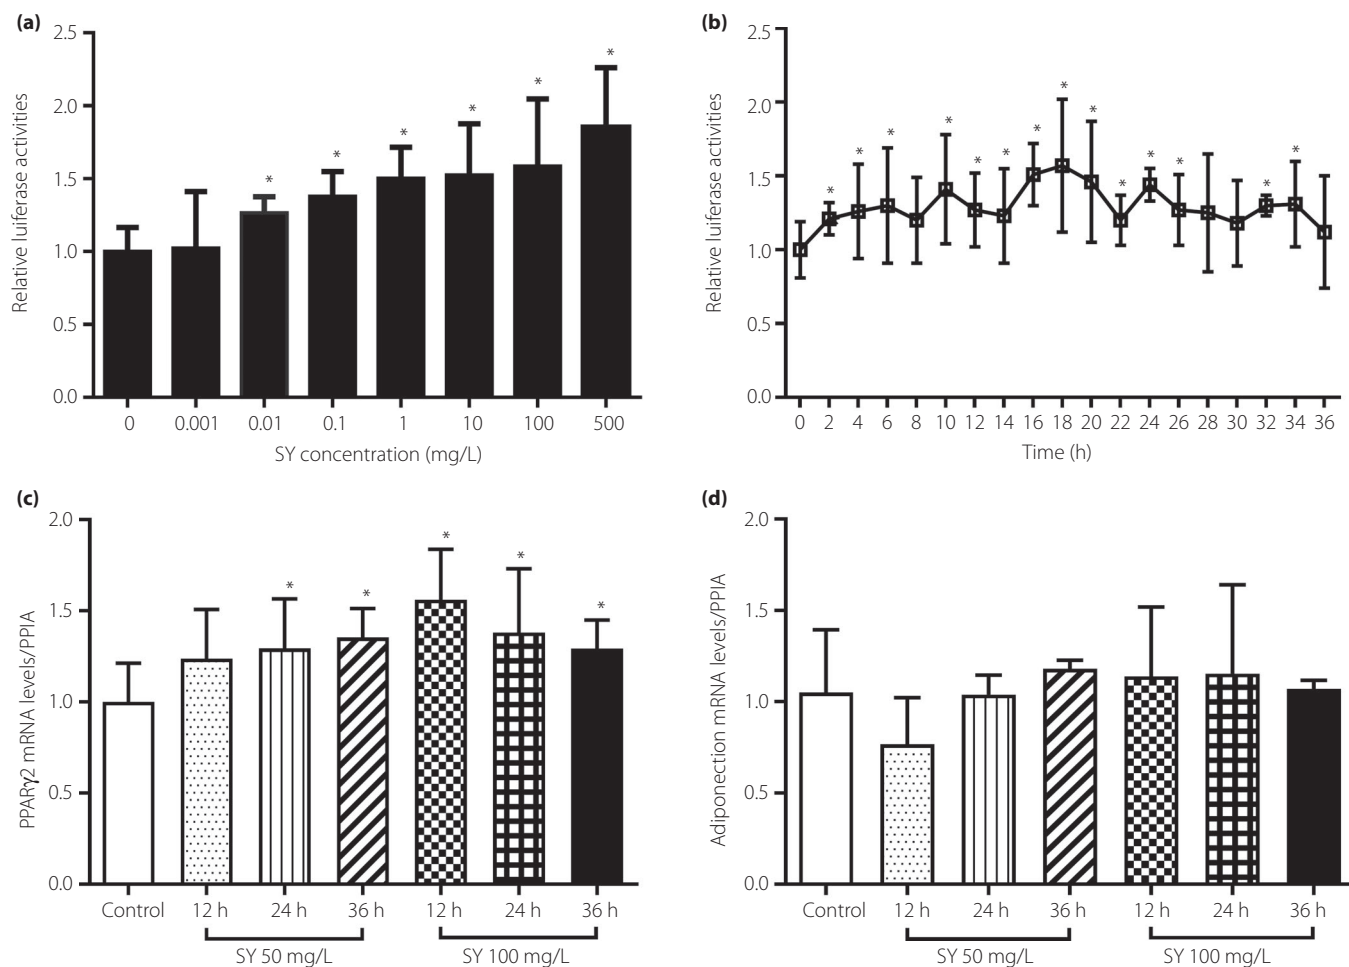 (a)
2.5
2.0
1.5
1.0
0.5
0.0
Relative luiferase activities
* * * * * *
0 0.001 0.01 0.1 1 10 100 500
SY concentration (mg/L)
(b)
2.5
2.0
1.5
1.0
0.5
0.0
Relative luiferase activities
* * * * * * * * * * * * * *
0 2 4 6 8 10 12 14 16 18 20 22 24 26 28 30 32 34 36
Time (h)
(c)
2.0
1.5
1.0
0.5
0.0
PPARγ2 mRNA levels/PPIA
* * * * *
Control 12 h 24 h 36 h 12 h 24 h 36 h
SY 50 mg/L SY 100 mg/L
(d)
2.0
1.5
1.0
0.5
0.0
Adiponection mRNA levels/PPIA
Control 12 h 24 h 36 h 12 h 24 h 36 h
SY 50 mg/L SY 100 mg/L